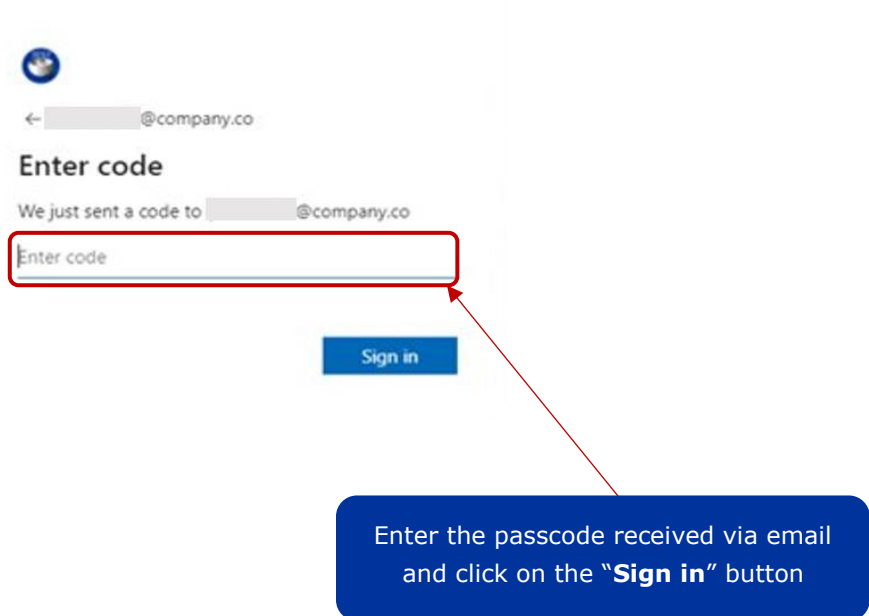 ← @company.co
Enter code
We just sent a code to @company.co
Enter code
Sign in
Enter the passcode received via email
and click on the “Sign in” button